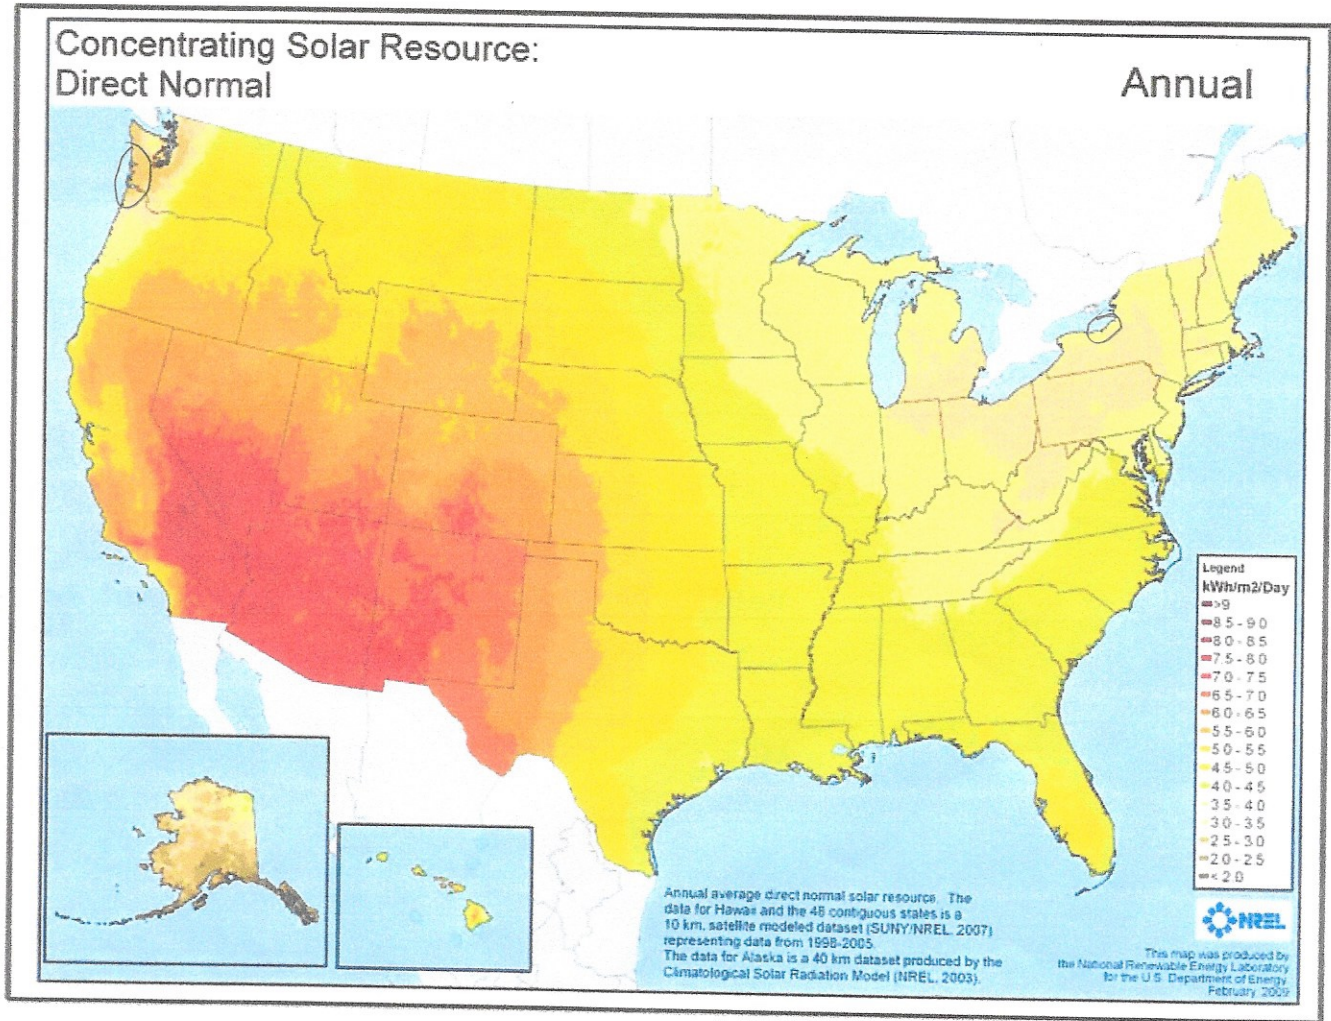 Concentrating Solar Resource:
Direct Normal
Annual
Legend
kWh/m2/Day
>9
8.5 - 9.0
8.0 - 8.5
7.5 - 8.0
7.0 - 7.5
6.5 - 7.0
6.0 - 6.5
5.5 - 6.0
5.0 - 5.5
4.5 - 5.0
4.0 - 4.5
3.5 - 4.0
3.0 - 3.5
2.5 - 3.0
2.0 - 2.5
< 2.0
Annual average direct normal solar resource. The
data for Hawaii and the 48 contiguous states is a
10 km, satellite modeled dataset (SUNY/NREL, 2007)
representing data from 1998-2005.
The data for Alaska is a 40 km dataset produced by the
Climatological Solar Radiation Model (NREL, 2003).
NREL
This map was produced by
the National Renewable Energy Laboratory
for the U.S. Department of Energy.
February, 2009